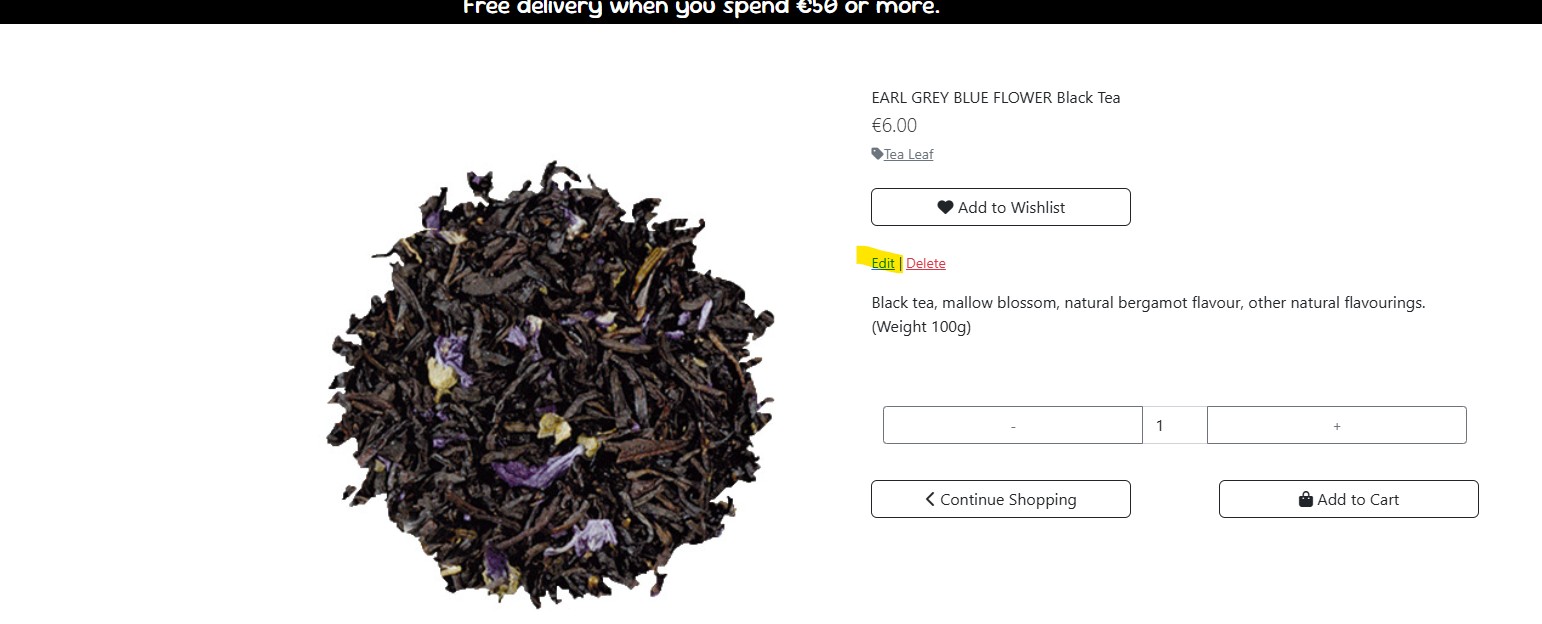 Free delivery when you spend €50 or more.
EARL GREY BLUE FLOWER Black Tea
€6.00
Tea Leaf
Add to Wishlist
Edit | Delete
Black tea, mallow blossom, natural bergamot flavour, other natural flavourings.
(Weight 100g)
- 1 +
Continue Shopping
Add to Cart